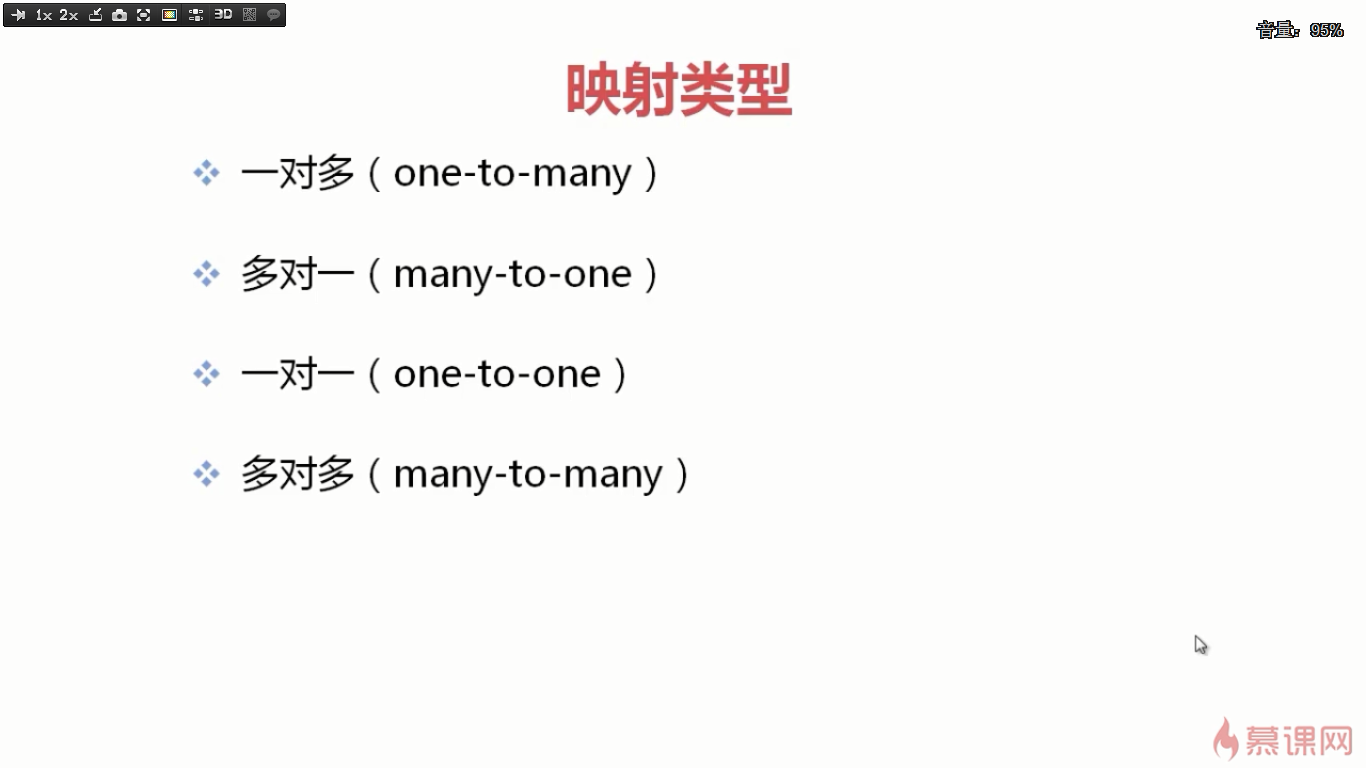 1x 2x 3D
音量: 95%
映射类型
一对多（one-to-many）
多对一（many-to-one）
一对一（one-to-one）
多对多（many-to-many）
慕课网